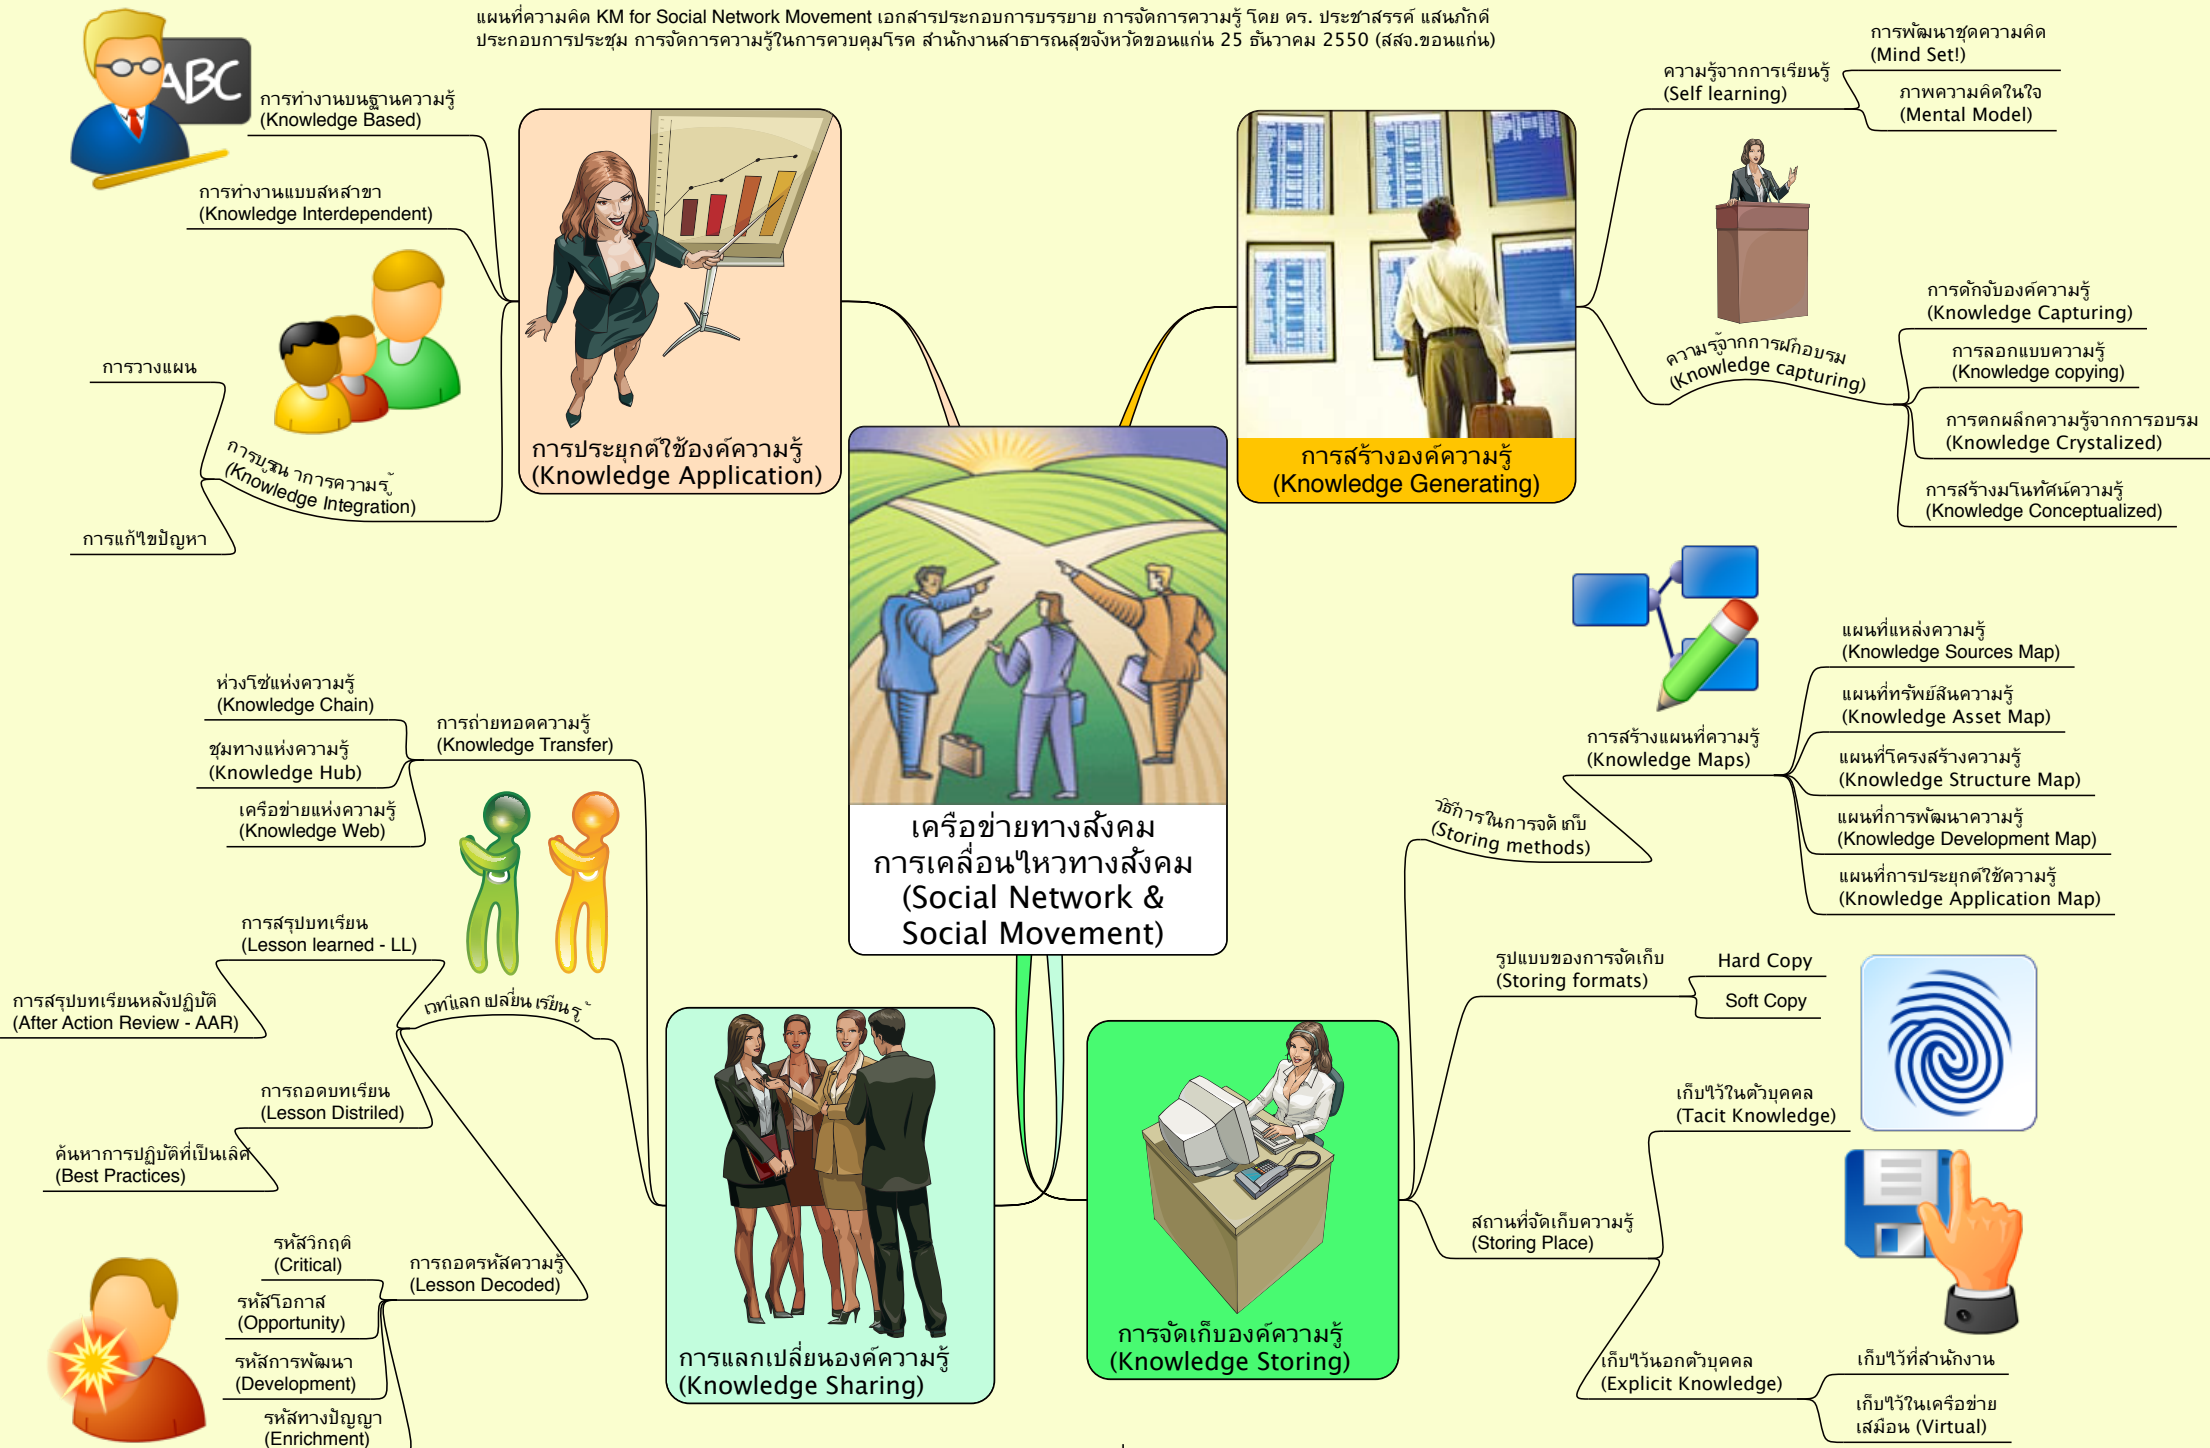 แผนที่ความคิด KM for Social Network Movement เอกสารประกอบการบรรยาย การจัดการความรู้ โดย ดร. ประชาสรรค์ แสนภักดี
ประกอบการประชุม การจัดการความรู้ในการควบคุมโรค สำนักงานสาธารณสุขจังหวัดขอนแก่น 25 ธันวาคม 2550 (สสจ.ขอนแก่น)
ABC
การทำงานบนฐานความรู้
(Knowledge Based)
การทำงานแบบสหสาขา
(Knowledge Interdependent)
การวางแผน
การบูรณาการความรู้
(Knowledge Integration)
การแก้ไขปัญหา
การประยุกต์ใช้องค์ความรู้
(Knowledge Application)
การสร้างองค์ความรู้
(Knowledge Generating)
ความรู้จากการเรียนรู้
(Self learning)
การพัฒนาชุดความคิด
(Mind Set!)
ภาพความคิดในใจ
(Mental Model)
ความรู้จากการฝึกอบรม
(Knowledge capturing)
การดักจับองค์ความรู้
(Knowledge Capturing)
การลอกแบบความรู้
(Knowledge copying)
การตกผลึกความรู้จากการอบรม
(Knowledge Crystalized)
การสร้างมโนทัศน์ความรู้
(Knowledge Conceptualized)
เครือข่ายทางสังคม
การเคลื่อนไหวทางสังคม
(Social Network &
Social Movement)
ห่วงโซ่แห่งความรู้
(Knowledge Chain)
ชุมทางแห่งความรู้
(Knowledge Hub)
เครือข่ายแห่งความรู้
(Knowledge Web)
การถ่ายทอดความรู้
(Knowledge Transfer)
การสรุปบทเรียน
(Lesson learned - LL)
การสรุปบทเรียนหลังปฏิบัติ
(After Action Review - AAR)
เวทีแลกเปลี่ยนเรียนรู้
การถอดบทเรียน
(Lesson Distriled)
ค้นหาการปฏิบัติที่เป็นเลิศ
(Best Practices)
การถอดรหัสความรู้
(Lesson Decoded)
รหัสวิกฤติ
(Critical)
รหัสโอกาส
(Opportunity)
รหัสการพัฒนา
(Development)
รหัสทางปัญญา
(Enrichment)
การแลกเปลี่ยนองค์ความรู้
(Knowledge Sharing)
การจัดเก็บองค์ความรู้
(Knowledge Storing)
วิธีการในการจัดเก็บ
(Storing methods)
การสร้างแผนที่ความรู้
(Knowledge Maps)
แผนที่แหล่งความรู้
(Knowledge Sources Map)
แผนที่ทรัพย์สินความรู้
(Knowledge Asset Map)
แผนที่โครงสร้างความรู้
(Knowledge Structure Map)
แผนที่การพัฒนาความรู้
(Knowledge Development Map)
แผนที่การประยุกต์ใช้ความรู้
(Knowledge Application Map)
รูปแบบของการจัดเก็บ
(Storing formats)
Hard Copy
Soft Copy
สถานที่จัดเก็บความรู้
(Storing Place)
เก็บไว้ในตัวบุคคล
(Tacit Knowledge)
เก็บไว้นอกตัวบุคคล
(Explicit Knowledge)
เก็บไว้ที่สำนักงาน
เก็บไว้ในเครือข่าย
เสมือน (Virtual)